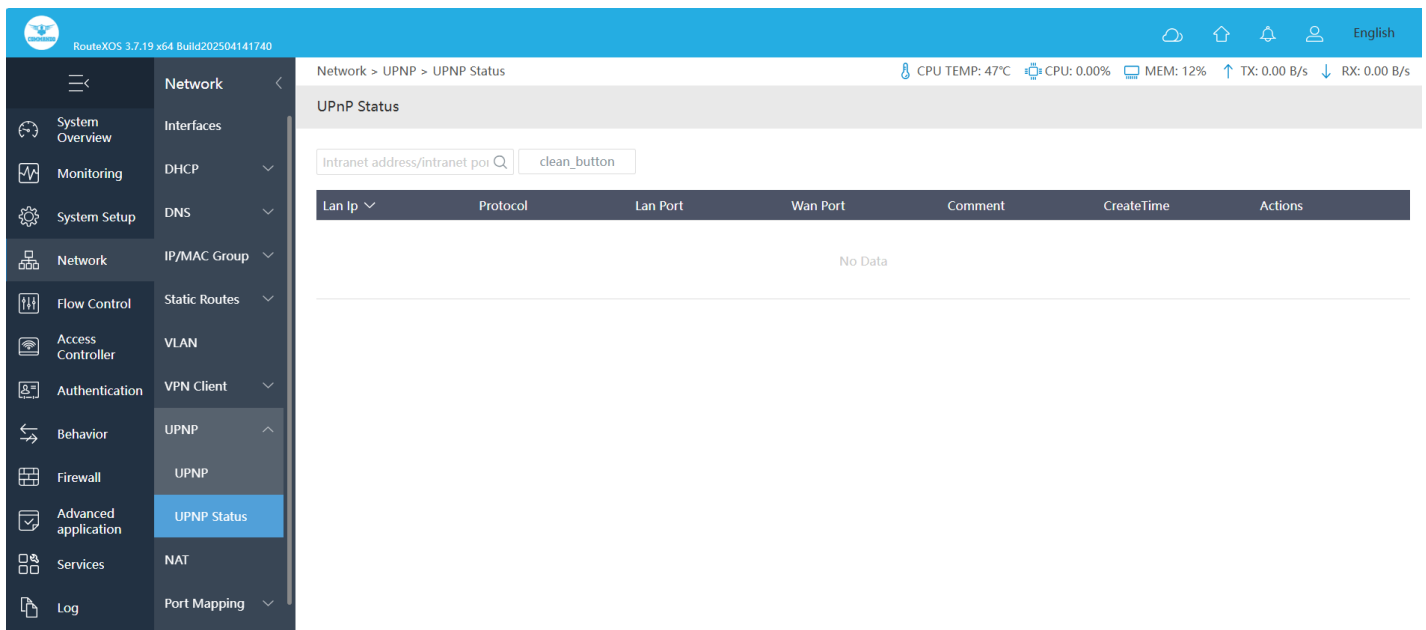 COMMANDO
RouteXOS 3.7.19 x64 Build202504141740
English
Network > UPNP > UPNP Status
CPU TEMP: 47℃ CPU: 0.00% MEM: 12% TX: 0.00 B/s RX: 0.00 B/s
System Overview
Monitoring
System Setup
Network
Flow Control
Access Controller
Authentication
Behavior
Firewall
Advanced application
Services
Log
Network
Interfaces
DHCP
DNS
IP/MAC Group
Static Routes
VLAN
VPN Client
UPNP
UPNP
UPNP Status
NAT
Port Mapping
UPnP Status
Intranet address/intranet por clean_button
Lan Ip Protocol Lan Port Wan Port Comment CreateTime Actions
No Data